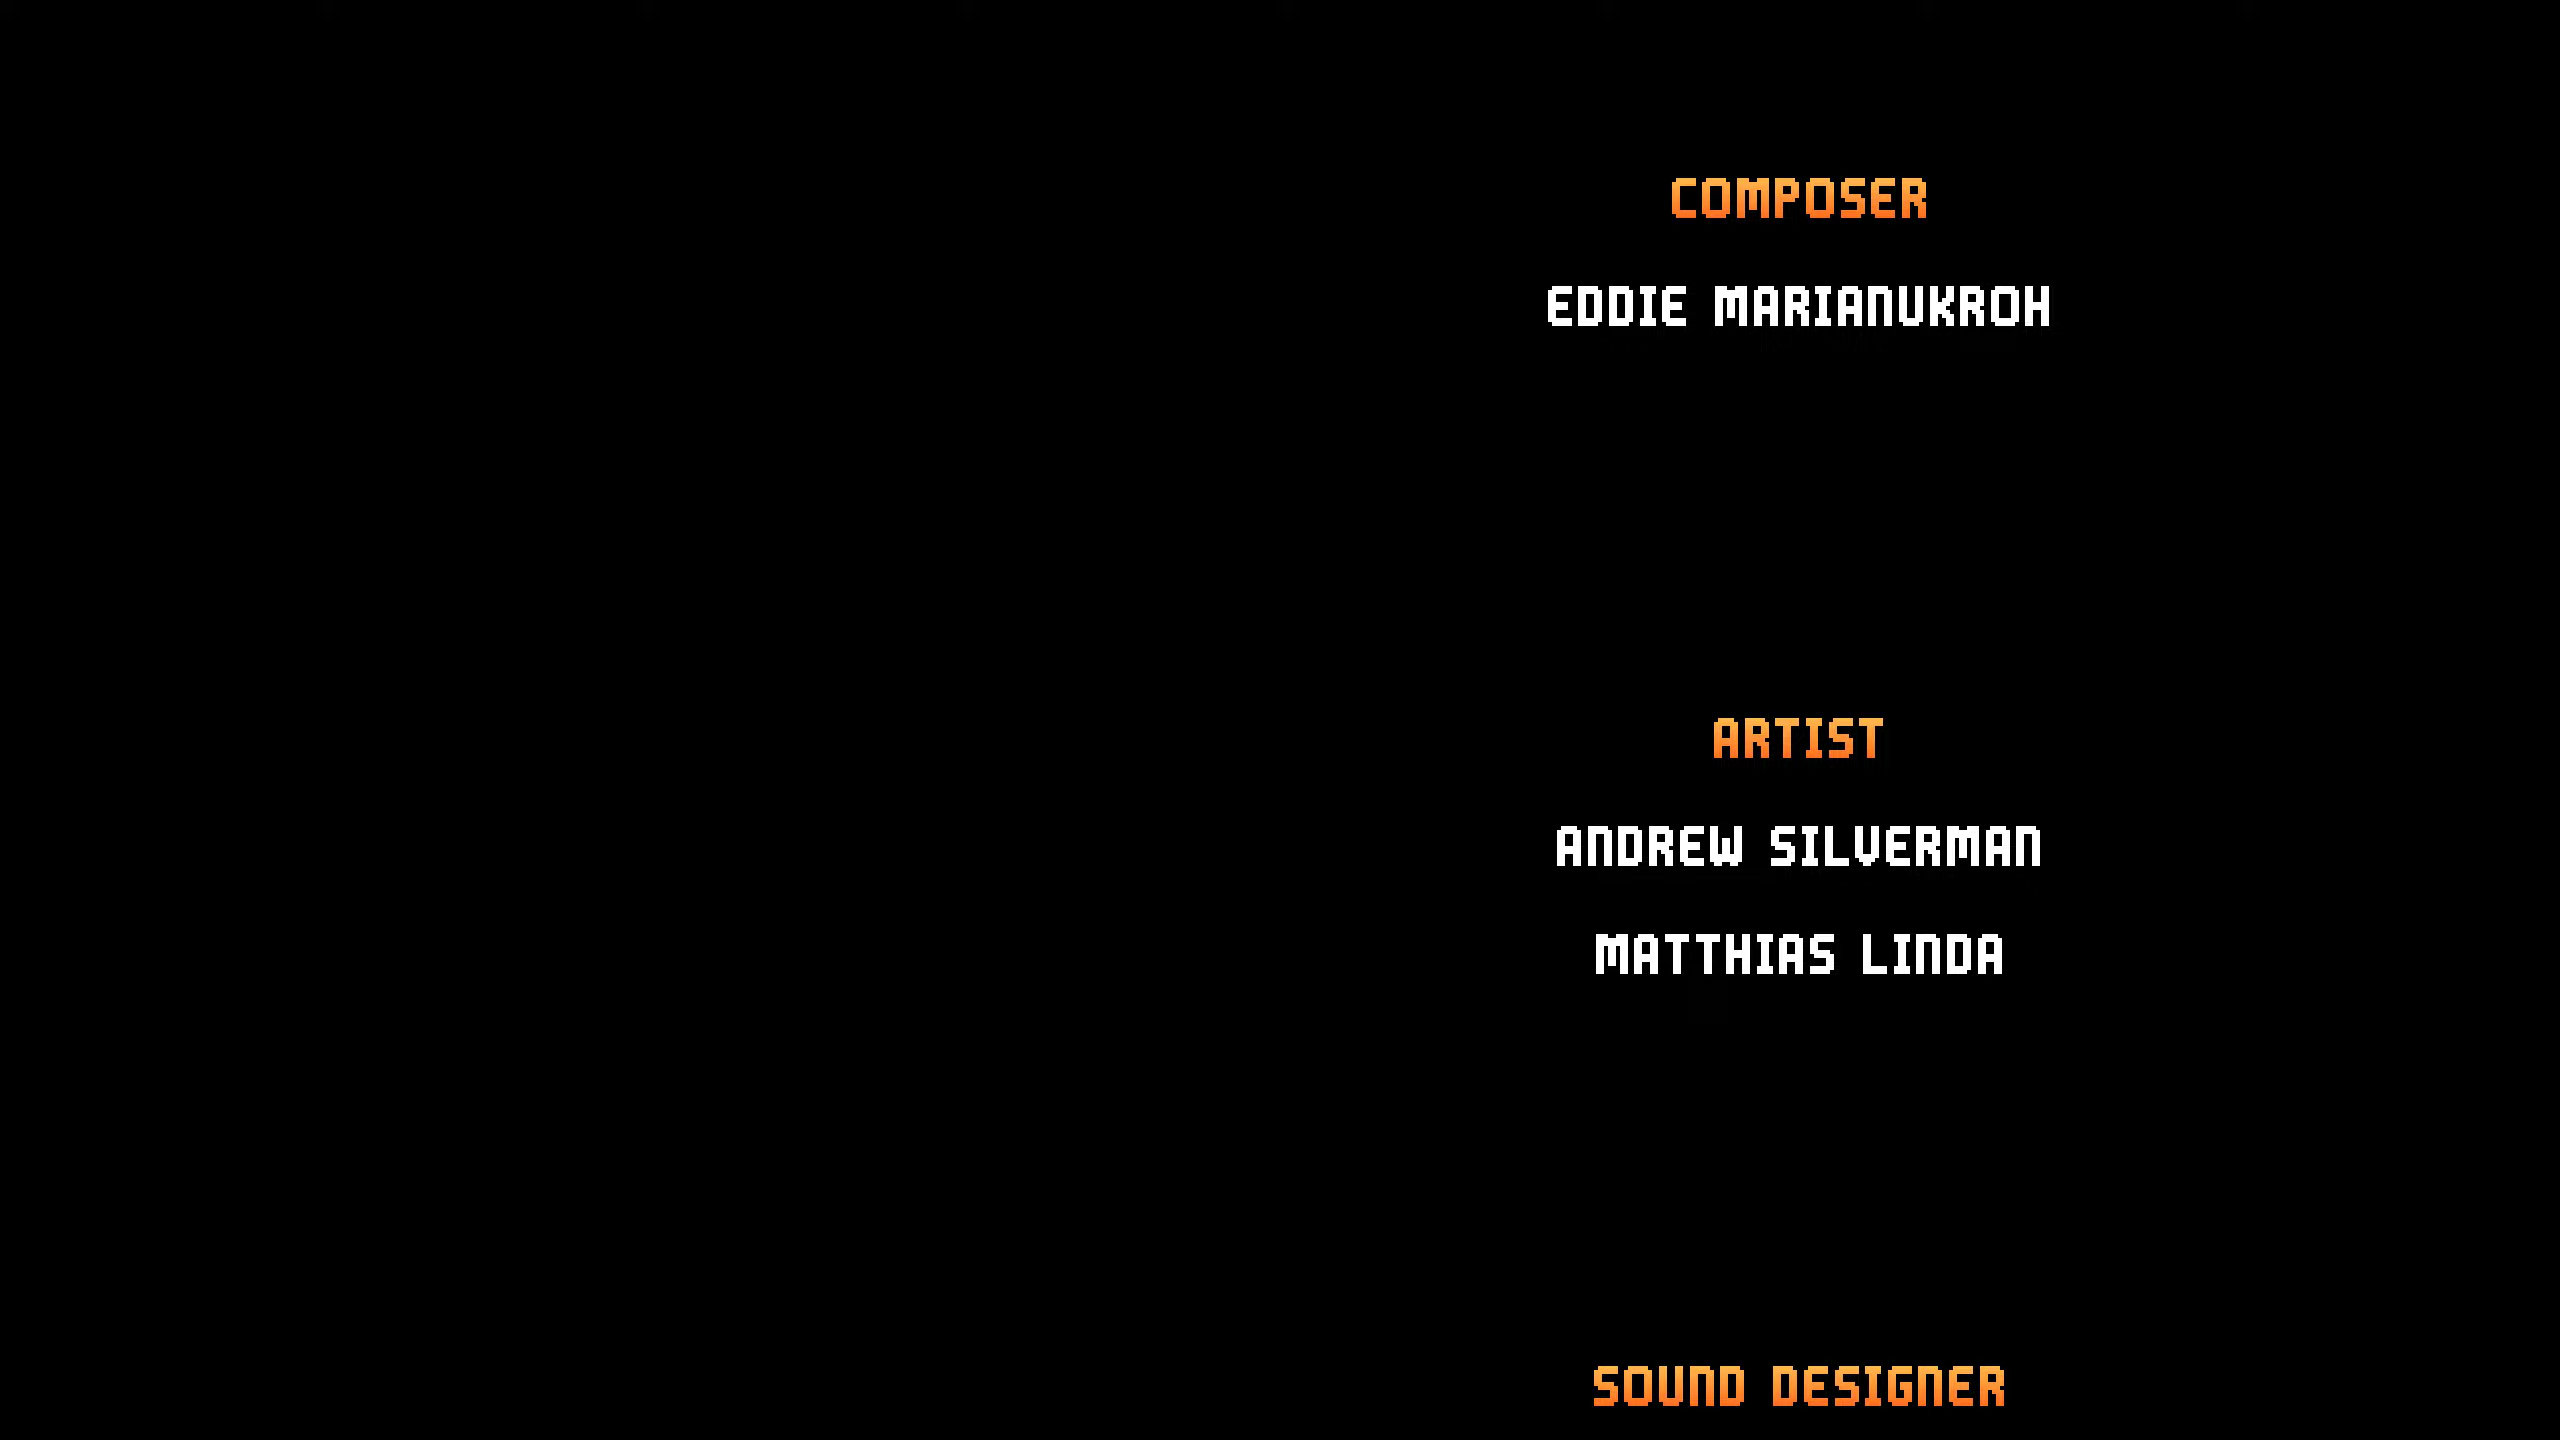 COMPOSER
EDDIE MARIANUKROH
ARTIST
ANDREW SILVERMAN
MATTHIAS LINDA
SOUND DESIGNER